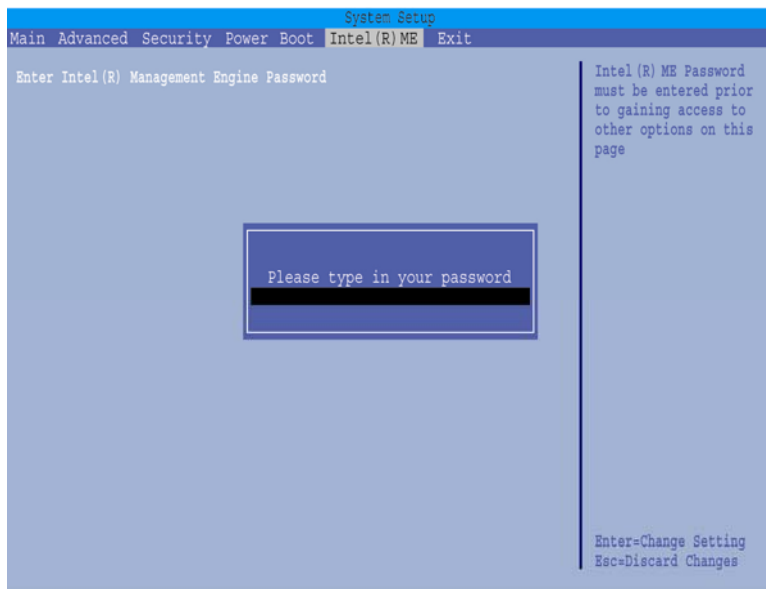 System Setup
Main Advanced Security Power Boot Intel(R)ME Exit
Enter Intel(R) Management Engine Password
Intel(R) ME Password
must be entered prior
to gaining access to
other options on this
page
Please type in your password
Enter=Change Setting
Esc=Discard Changes